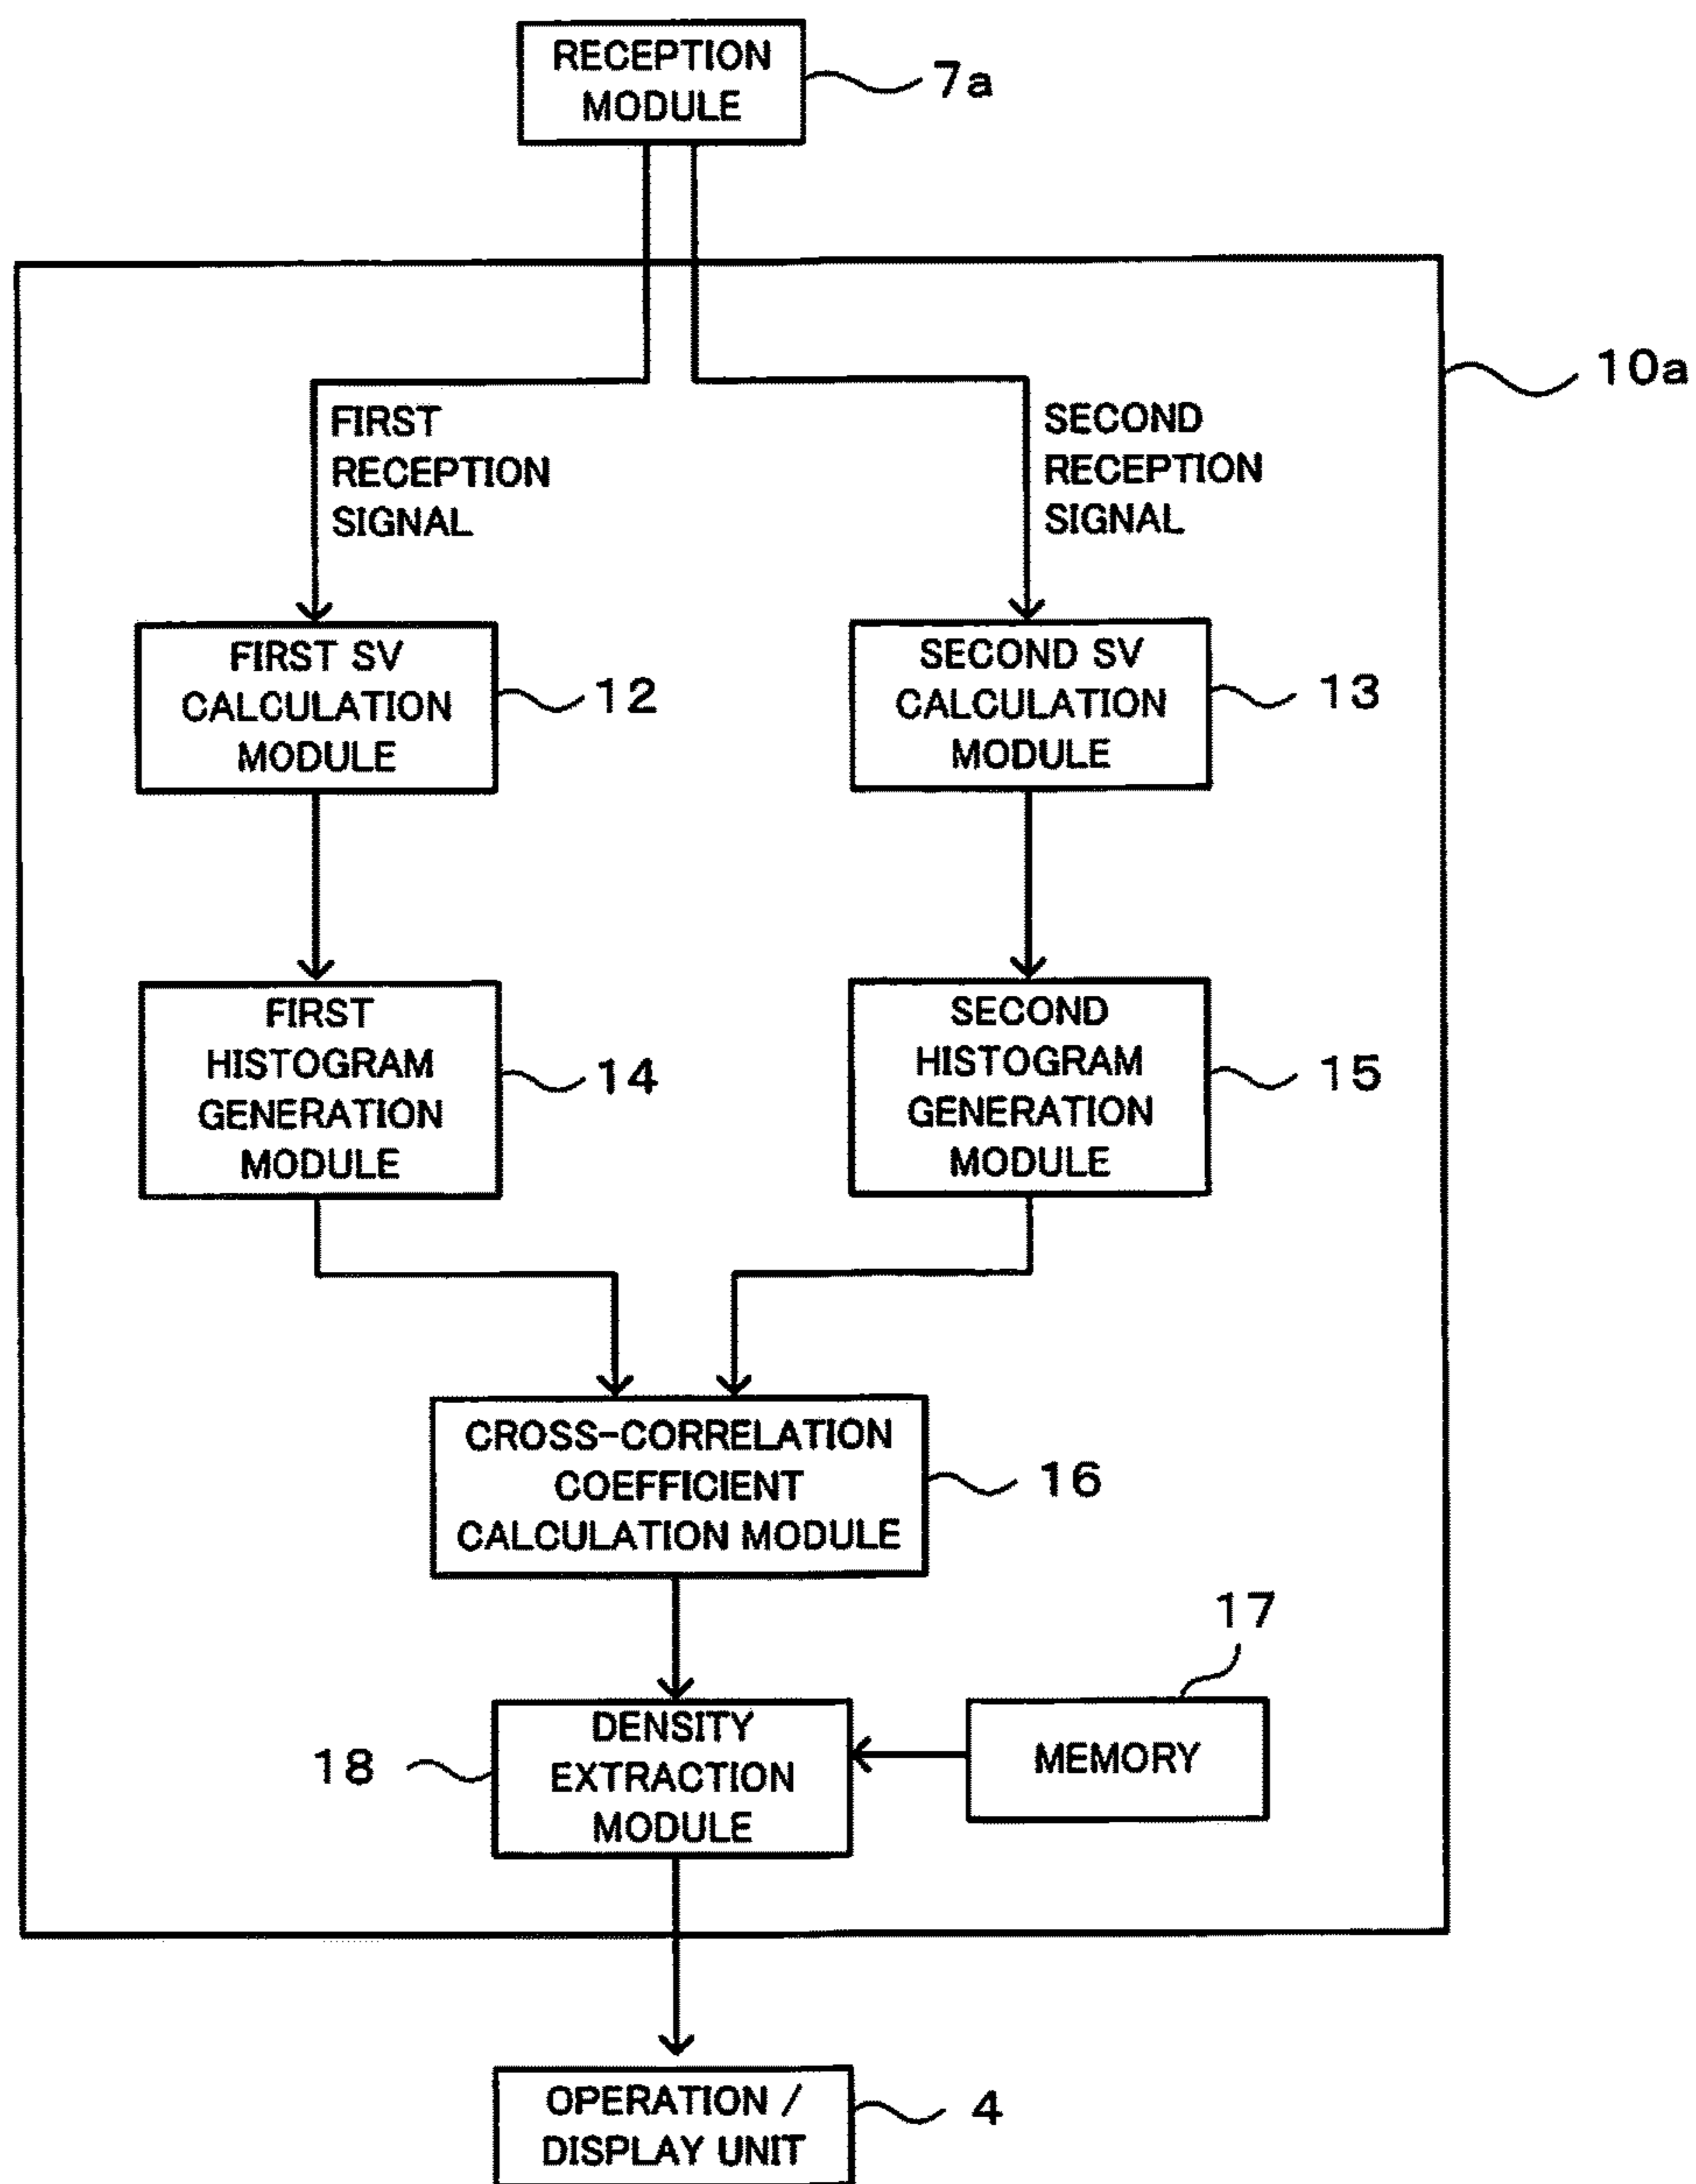 RECEPTION
MODULE
7a
10a
FIRST
RECEPTION
SIGNAL
SECOND
RECEPTION
SIGNAL
FIRST SV
CALCULATION
MODULE
12
SECOND SV
CALCULATION
MODULE
13
FIRST
HISTOGRAM
GENERATION
MODULE
14
SECOND
HISTOGRAM
GENERATION
MODULE
15
CROSS-CORRELATION
COEFFICIENT
CALCULATION MODULE
16
17
18
DENSITY
EXTRACTION
MODULE
MEMORY
OPERATION /
DISPLAY UNIT
4